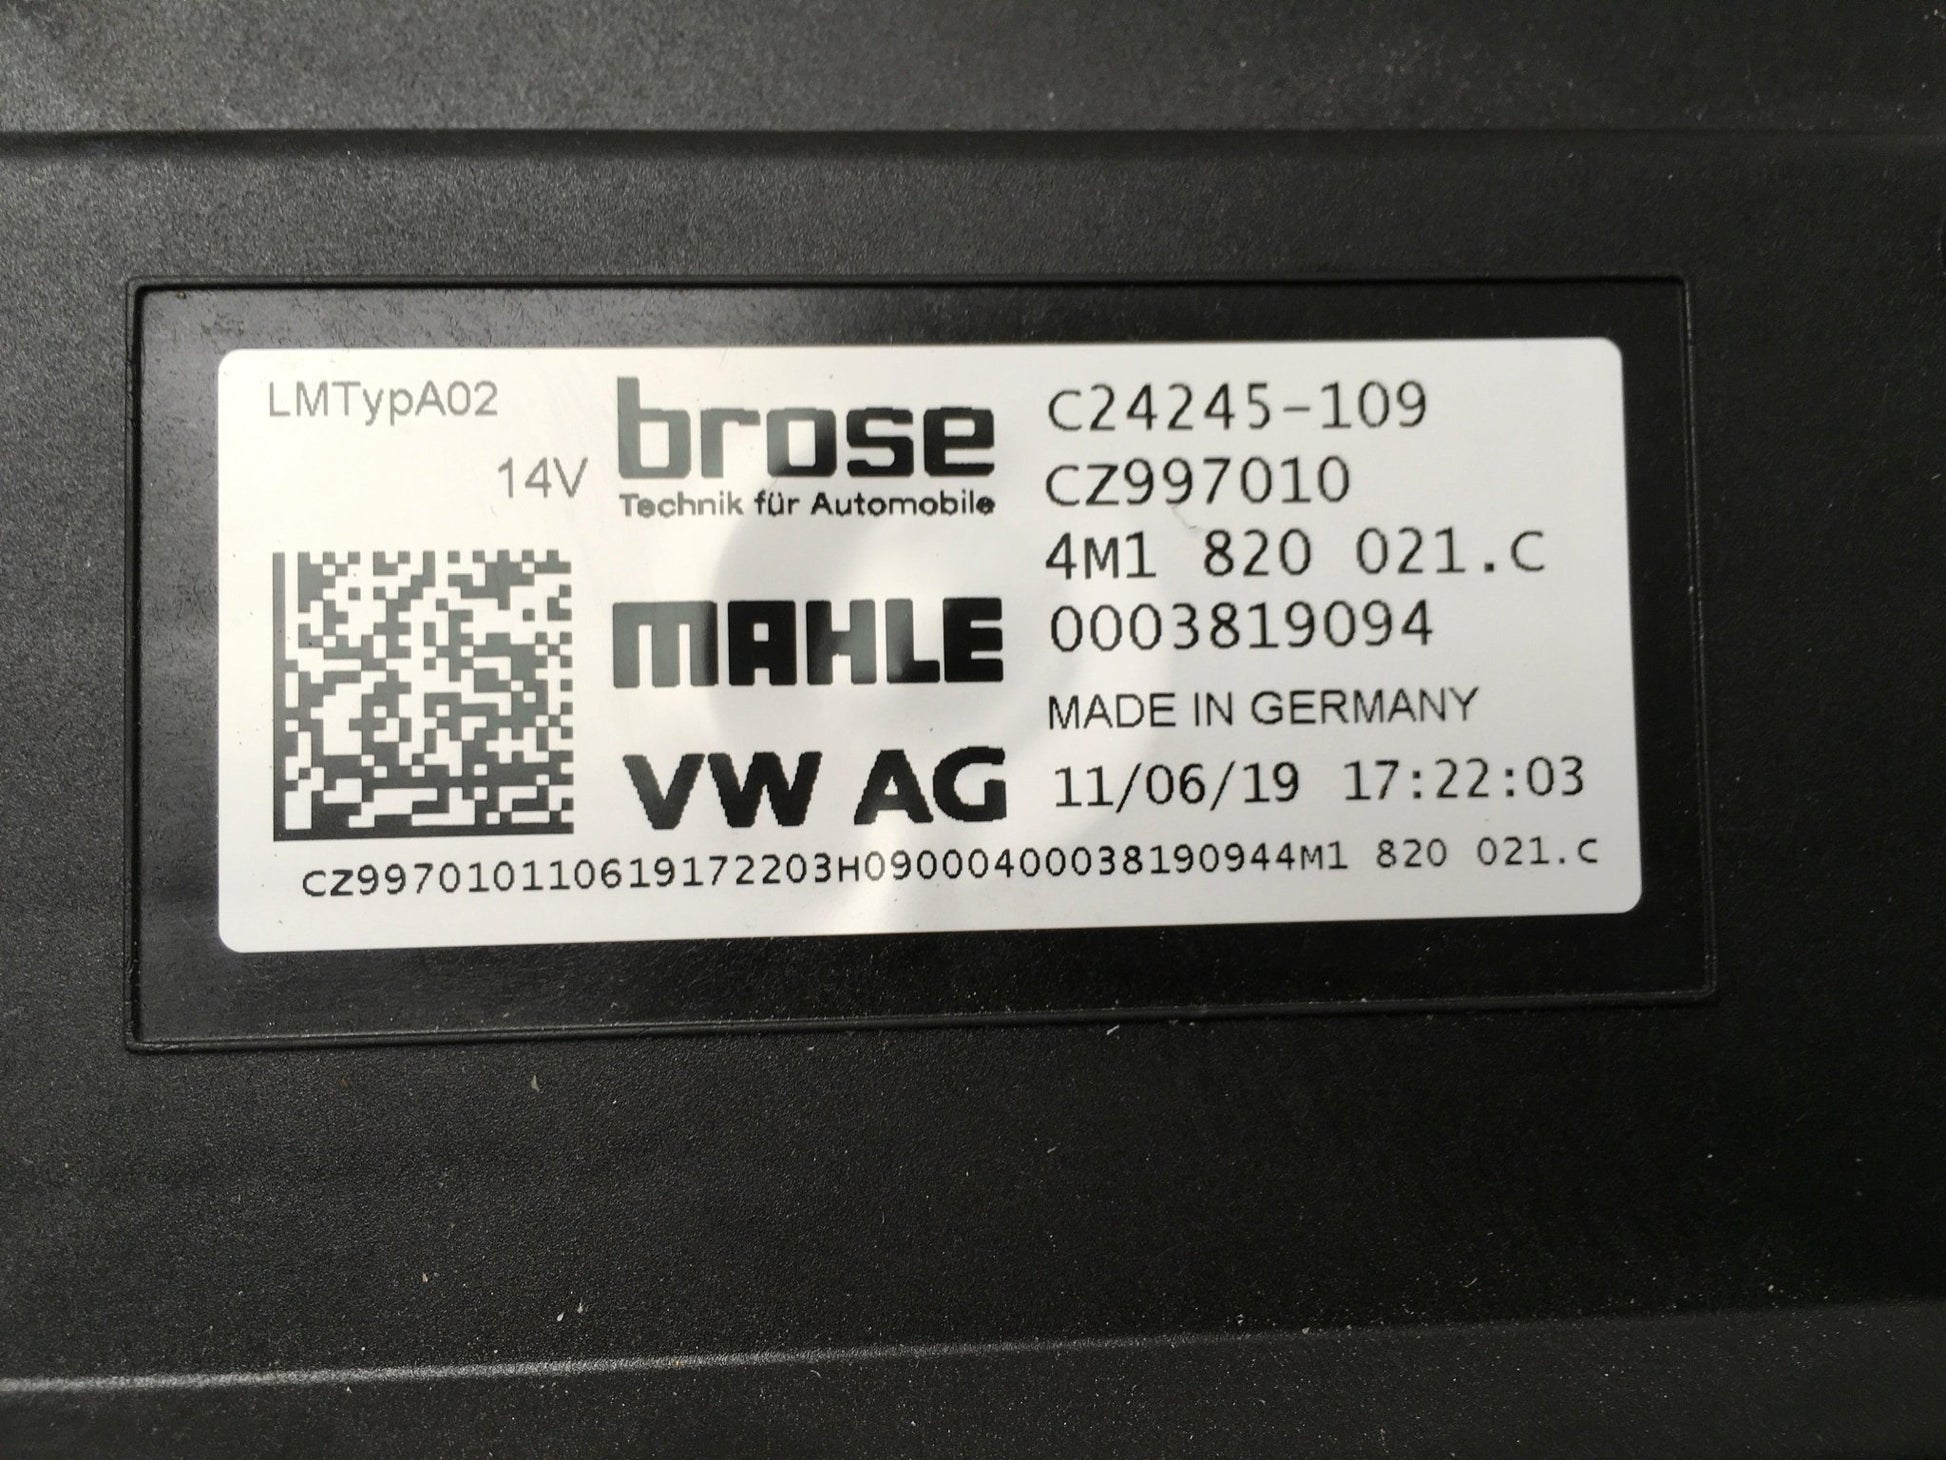 LMTypA02
14V
brose
Technik für Automobile
MAHLE
VW AG
C24245-109
CZ997010
4M1 820 021.C
0003819094
MADE IN GERMANY
11/06/19 17:22:03
CZ997010110619172203H09000400038190944M1 820 021.C